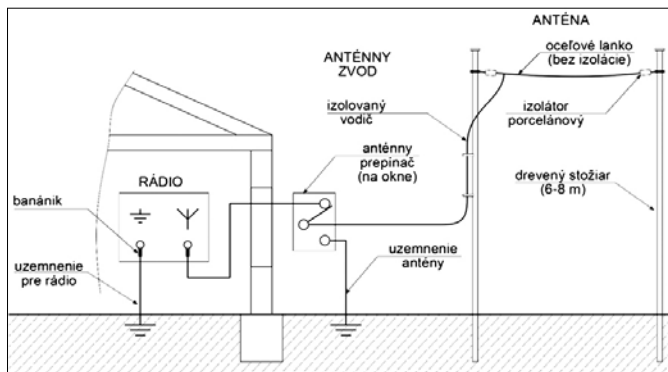 ANTÉNA
ANTÉNNY
ZVOD
oceľové lanko
(bez izolácie)
izolovaný
vodič
izolátor
porcelánový
anténny
prepínač
(na okne)
drevený stožiar
(6-8 m)
RÁDIO
banánik
uzemnenie
pre rádio
uzemnenie
antény